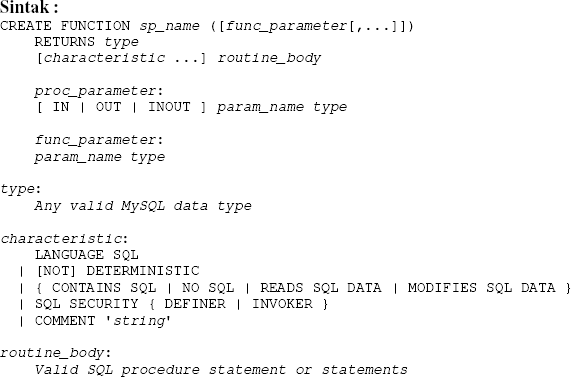 Sintak :
CREATE FUNCTION sp_name ([func_parameter[,...]])
RETURNS type
[characteristic ...] routine_body
proc_parameter:
[ IN | OUT | INOUT ] param_name type
func_parameter:
param_name type
type:
Any valid MySQL data type
characteristic:
LANGUAGE SQL
| [NOT] DETERMINISTIC
| { CONTAINS SQL | NO SQL | READS SQL DATA | MODIFIES SQL DATA }
| SQL SECURITY { DEFINER | INVOKER }
| COMMENT 'string'
routine_body:
Valid SQL procedure statement or statements